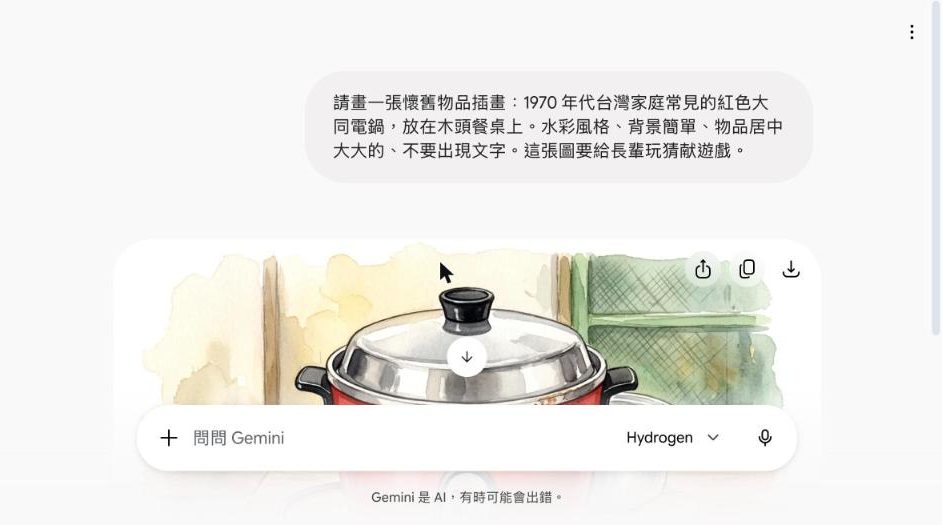 請畫一張懷舊物品插畫：1970 年代台灣家庭常見的紅色大
同電鍋，放在木頭餐桌上。水彩風格、背景簡單、物品居中
大大的、不要出現文字。這張圖要給長輩玩猜献遊戲。
問問 Gemini
Hydrogen
Gemini 是 AI，有時可能會出錯。